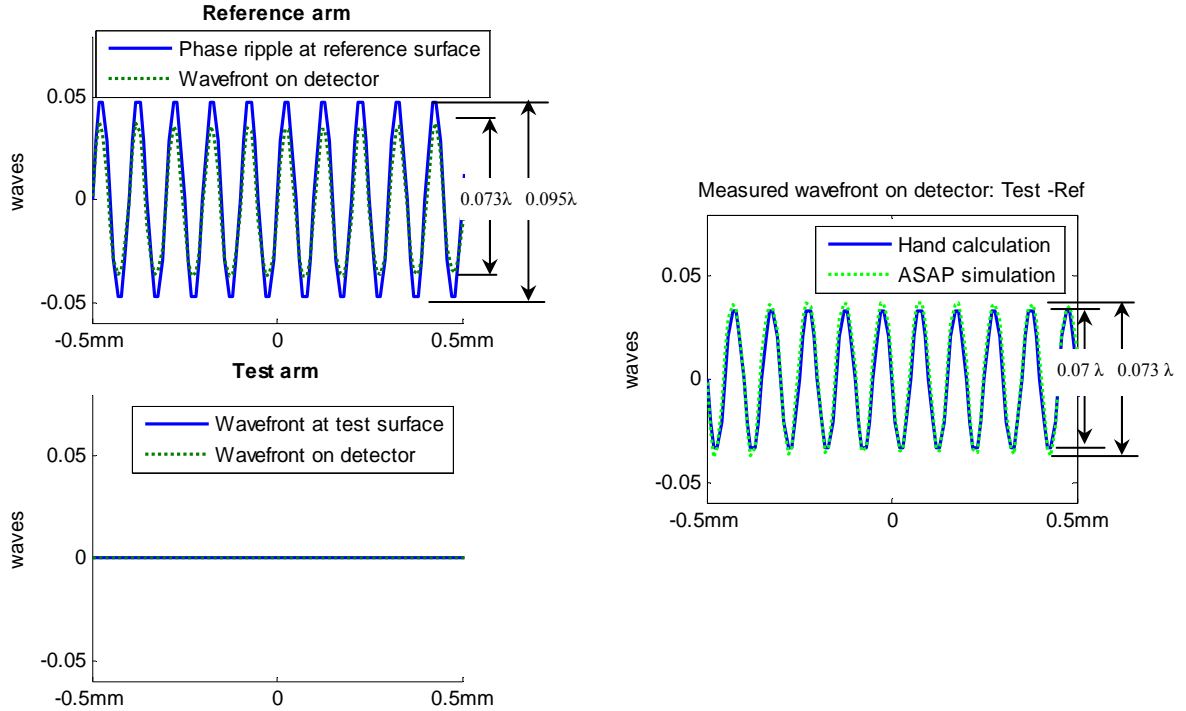 Reference arm
Phase ripple at reference surface
Wavefront on detector
0.05
0
-0.05
waves
0.073λ 0.095λ
-0.5mm 0 0.5mm
Test arm
Wavefront at test surface
Wavefront on detector
0.05
0
-0.05
waves
-0.5mm 0 0.5mm
Measured wavefront on detector: Test -Ref
Hand calculation
ASAP simulation
0.05
0
-0.05
waves
0.07 λ 0.073 λ
-0.5mm 0 0.5mm